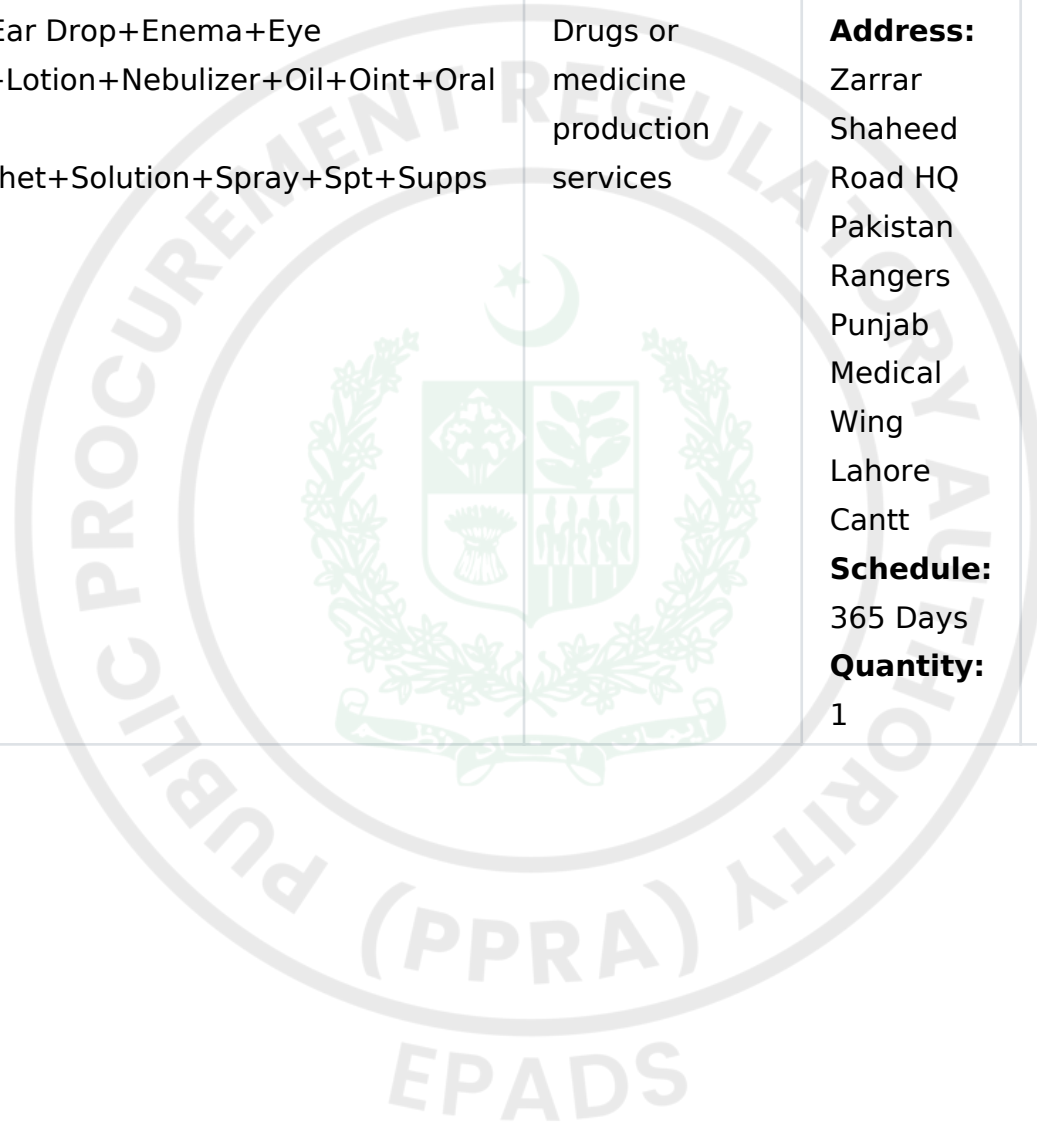 Ear Drop+Enema+Eye
-Lotion+Nebulizer+Oil+Oint+Oral
het+Solution+Spray+Spt+Supps
Drugs or
medicine
production
services
Address:
Zarrar
Shaheed
Road HQ
Pakistan
Rangers
Punjab
Medical
Wing
Lahore
Cantt
Schedule:
365 Days
Quantity:
1
PUBLIC PROCUREMENT REGULATORY AUTHORITY
(PPRA)
EPADS